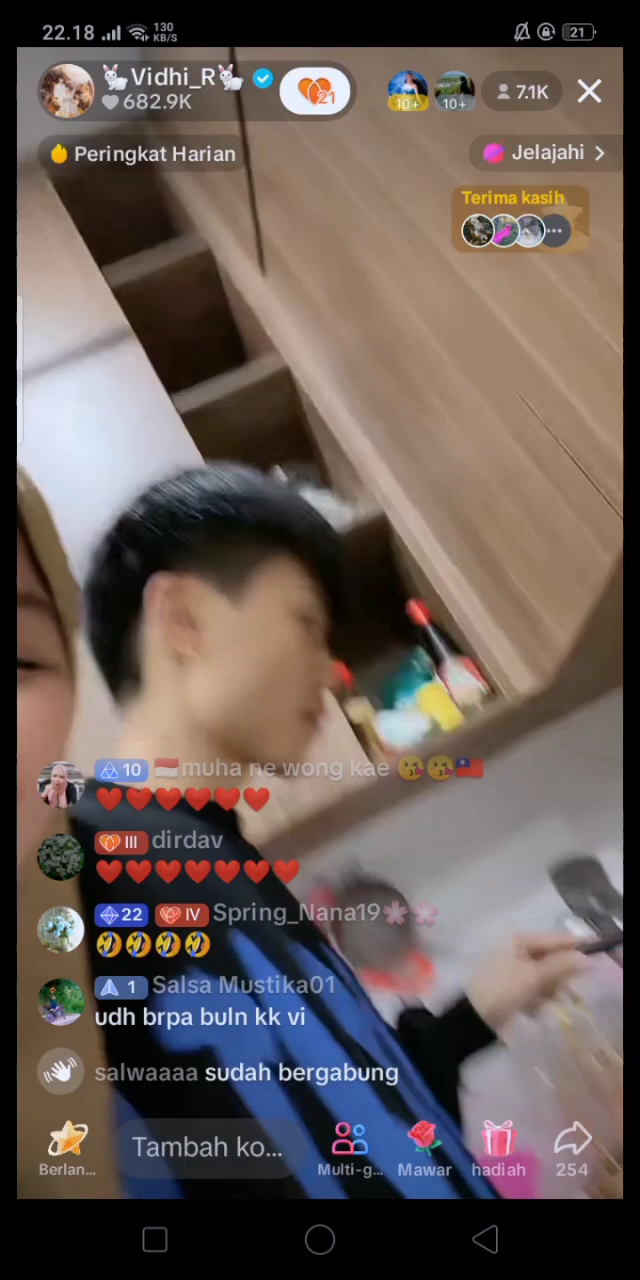 22.18 130 KB/S 21
🐇Vidhi_R🐇 21 10+ 10+ 7.1K
682.9K
Peringkat Harian Jelajahi >
Terima kasih
10 🇮🇩muha ne wong kae 😘😘🇹🇼
❤️❤️❤️❤️❤️❤️
III dirdav
❤️❤️❤️❤️❤️❤️❤️
22 IV Spring_Nana19🌸🌸
🤣🤣🤣🤣
1 Salsa Mustika01
udh brpa buln kk vi
salwaaaa sudah bergabung
Tambah ko...
Berlan... Multi-g... Mawar hadiah 254